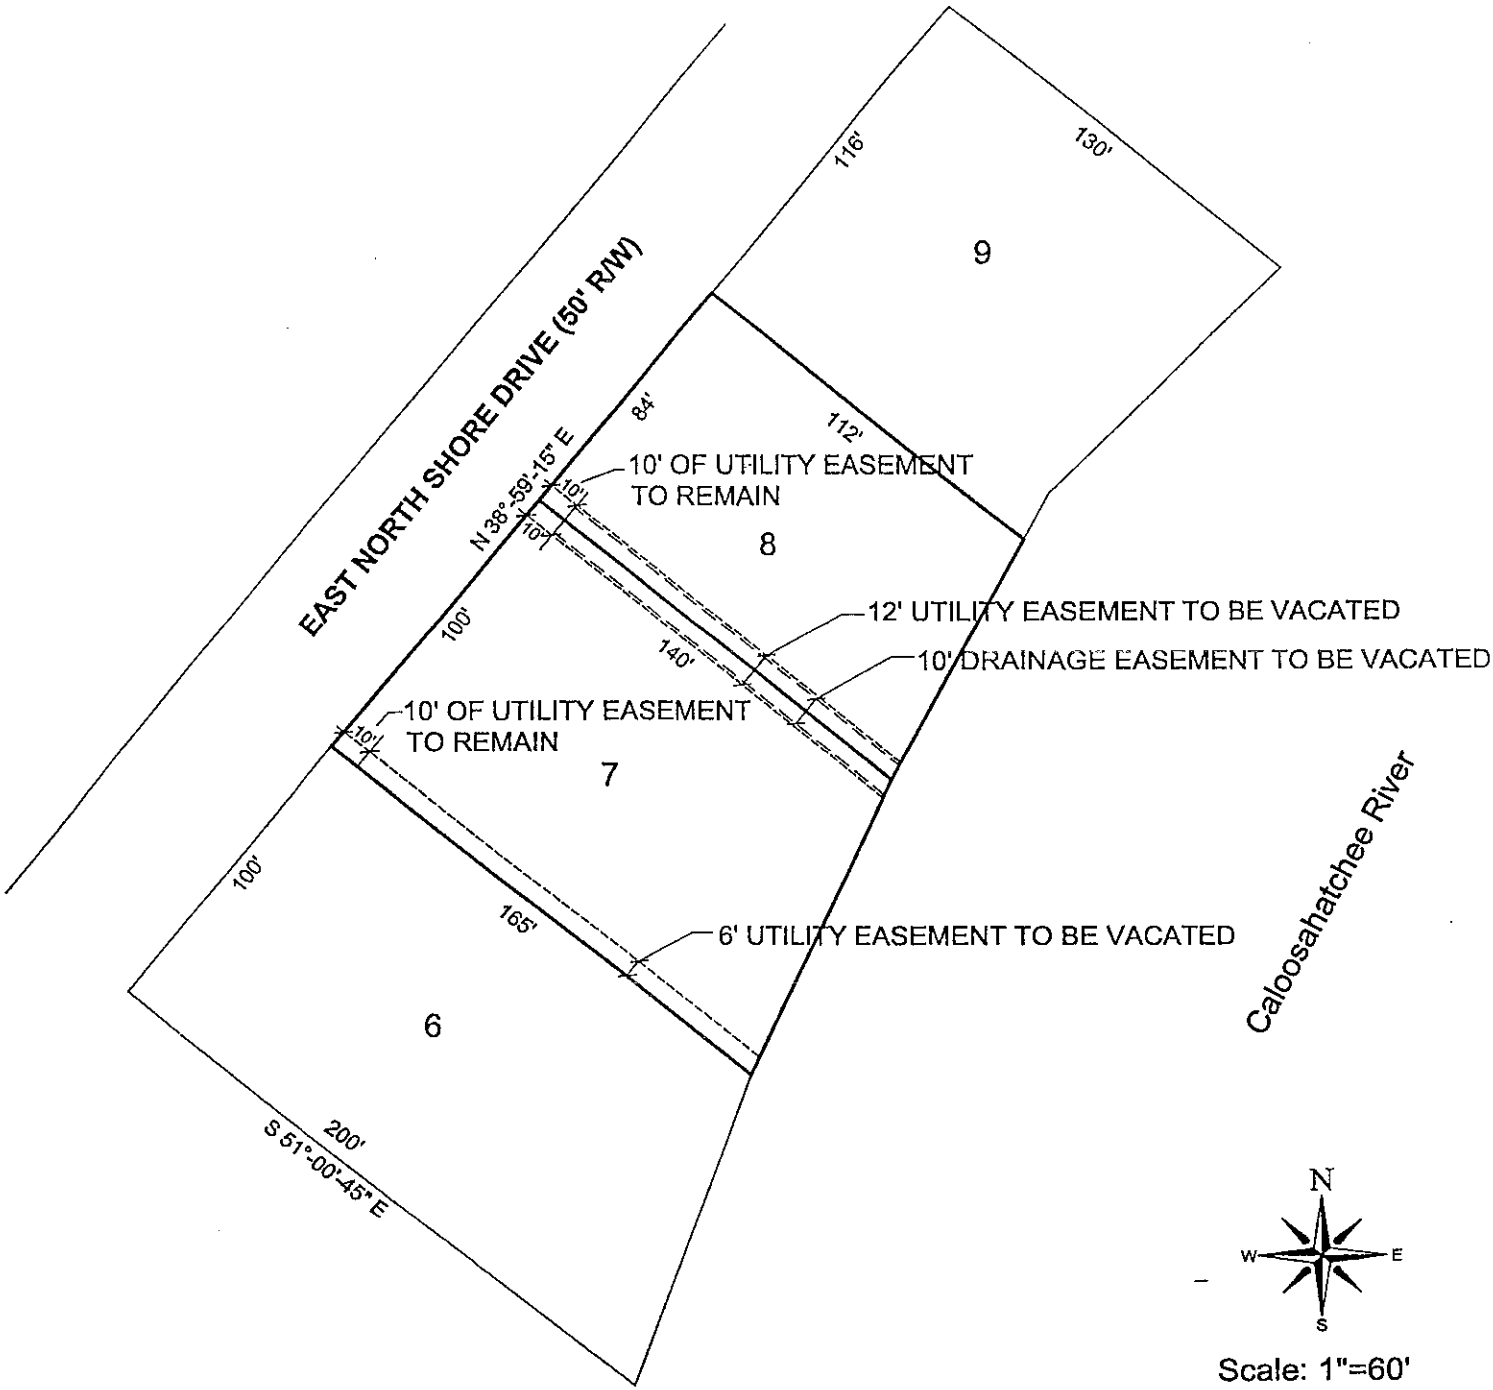 130'
116'
9
EAST NORTH SHORE DRIVE (50' R/W)
84'
112'
N 38°-59'-15" E
10' OF UTILITY EASEMENT
TO REMAIN
10'
10'
8
12' UTILITY EASEMENT TO BE VACATED
100'
140'
10' DRAINAGE EASEMENT TO BE VACATED
10' OF UTILITY EASEMENT
TO REMAIN
10'
7
Caloosahatchee River
100'
165'
6' UTILITY EASEMENT TO BE VACATED
6
200'
S 51°-00'-45" E
N
W
E
S
Scale: 1"=60'